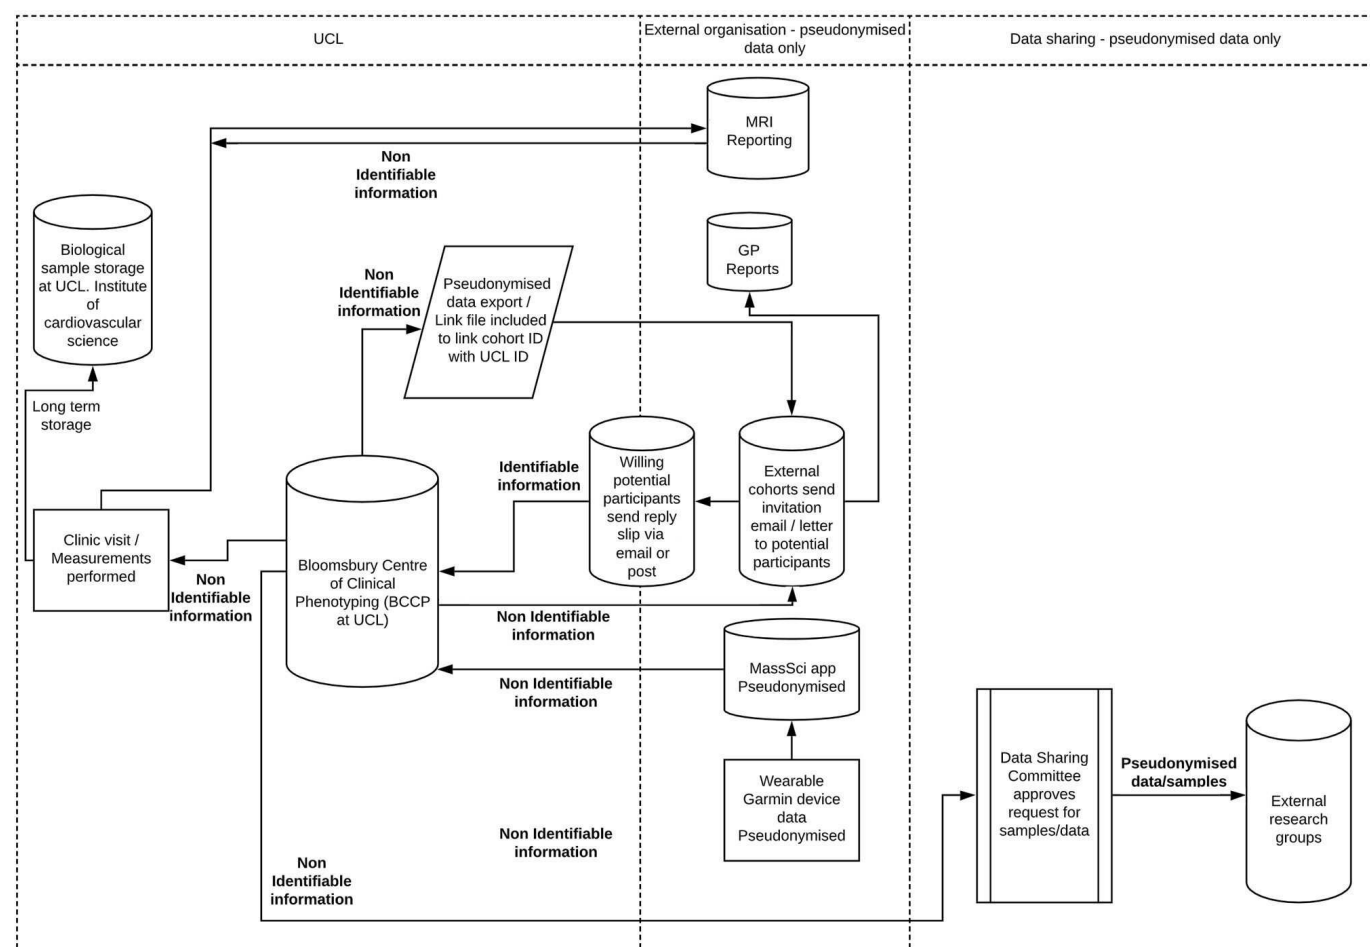 UCL
External organisation - pseudonymised
data only
Data sharing - pseudonymised data only
MRI
Reporting
Non
Identifiable
information
Biological
sample storage
at UCL. Institute
of
cardiovascular
science
GP
Reports
Non
Identifiable
information
Pseudonymised
data export /
Link file included
to link cohort ID
with UCL ID
Long term
storage
Identifiable
information
Willing
potential
participants
send reply
slip via
email or
post
External
cohorts send
invitation
email / letter
to potential
participants
Clinic visit /
Measurements
performed
Non
Identifiable
information
Bloomsbury Centre
of Clinical
Phenotyping (BCCP
at UCL)
Non Identifiable
information
MassSci app
Pseudonymised
Non Identifiable
information
Wearable
Garmin device
data
Pseudonymised
Non Identifiable
information
Non
Identifiable
information
Data Sharing
Committee
approves
request for
samples/data
Pseudonymised
data/samples
External
research
groups